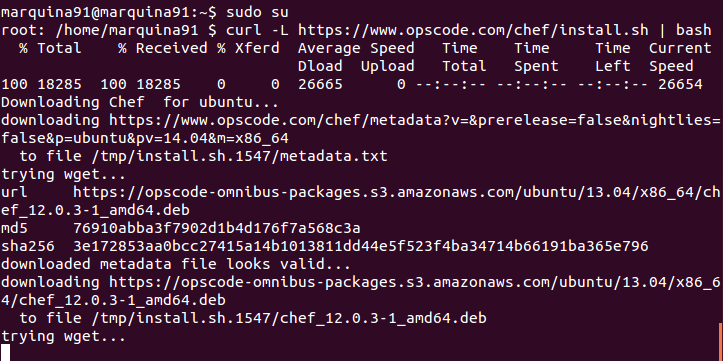 marquina91@marquina91:~$ sudo su
root: /home/marquina91 $ curl -L https://www.opscode.com/chef/install.sh | bash
  % Total    % Received % Xferd  Average Speed   Time    Time     Time  Current
                                 Dload  Upload   Total   Spent    Left  Speed
100 18285  100 18285    0     0  26665      0 --:--:-- --:--:-- --:--:-- 26654
Downloading Chef  for ubuntu...
downloading https://www.opscode.com/chef/metadata?v=&prerelease=false&nightlies=
false&p=ubuntu&pv=14.04&m=x86_64
  to file /tmp/install.sh.1547/metadata.txt
trying wget...
url     https://opscode-omnibus-packages.s3.amazonaws.com/ubuntu/13.04/x86_64/ch
ef_12.0.3-1_amd64.deb
md5     76910abba3f7902d1b4d176f7a568c3a
sha256  3e172853aa0bcc27415a14b1013811dd44e5f523f4ba34714b66191ba365e796
downloaded metadata file looks valid...
downloading https://opscode-omnibus-packages.s3.amazonaws.com/ubuntu/13.04/x86_6
4/chef_12.0.3-1_amd64.deb
  to file /tmp/install.sh.1547/chef_12.0.3-1_amd64.deb
trying wget...